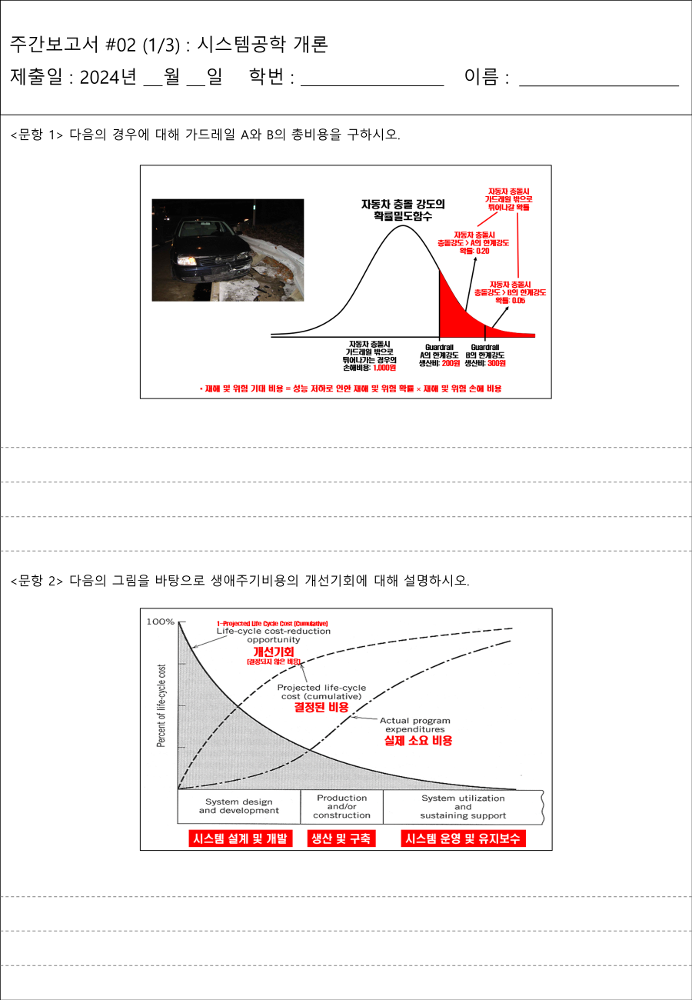 주간보고서 #02 (1/3) : 시스템공학 개론
제출일 : 2024년 __월 __일 학번 : ______________ 이름 : ________________
<문항 1> 다음의 경우에 대해 가드레일 A와 B의 총비용을 구하시오.
자동차 충돌 강도의
확률밀도함수
자동차 충돌시
가드레일 밖으로
튀어나갈 확률
자동차 충돌시
충돌강도 > A의 한계강도
확률: 0.20
자동차 충돌시
충돌강도 > B의 한계강도
확률: 0.05
자동차 충돌시
가드레일 밖으로
튀어나가는 경우의
손해비용: 1,000원
Guardrail
A의 한계강도
생산비: 200원
Guardrail
B의 한계강도
생산비: 300원
* 재해 및 위험 기대 비용 = 성능 저하로 인한 재해 및 위험 확률 × 재해 및 위험 손해 비용
<문항 2> 다음의 그림을 바탕으로 생애주기비용의 개선기회에 대해 설명하시오.
100%
1-Projected Life Cycle Cost (Cumulative)
Life-cycle cost-reduction
opportunity
개선기회
[결정되지 않은 비용]
Projected life-cycle
cost (cumulative)
결정된 비용
Actual program
expenditures
실제 소요 비용
Percent of life-cycle cost
System design
and development
Production
and/or
construction
System utilization
and
sustaining support
시스템 설계 및 개발
생산 및 구축
시스템 운영 및 유지보수